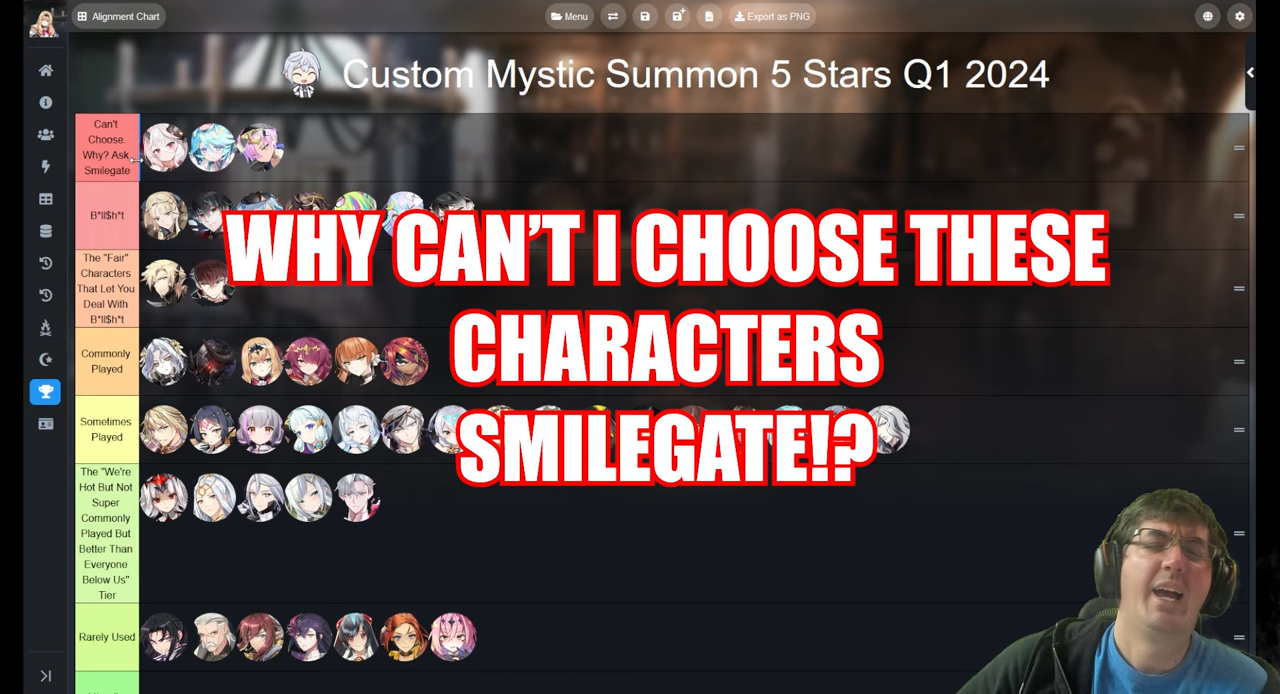 Alignment Chart
Menu
Export as PNG
Custom Mystic Summon 5 Stars Q1 2024
Can't
Choose.
Why? Ask
Smilegate
B*ll$h*t
The "Fair"
Characters
That Let You
Deal With
B*ll$h*t
Commonly
Played
Sometimes
Played
The "We're
Hot But Not
Super
Commonly
Played But
Better Than
Everyone
Below Us"
Tier
Rarely Used
WHY CAN'T I CHOOSE THESE
CHARACTERS
SMILEGATE!?